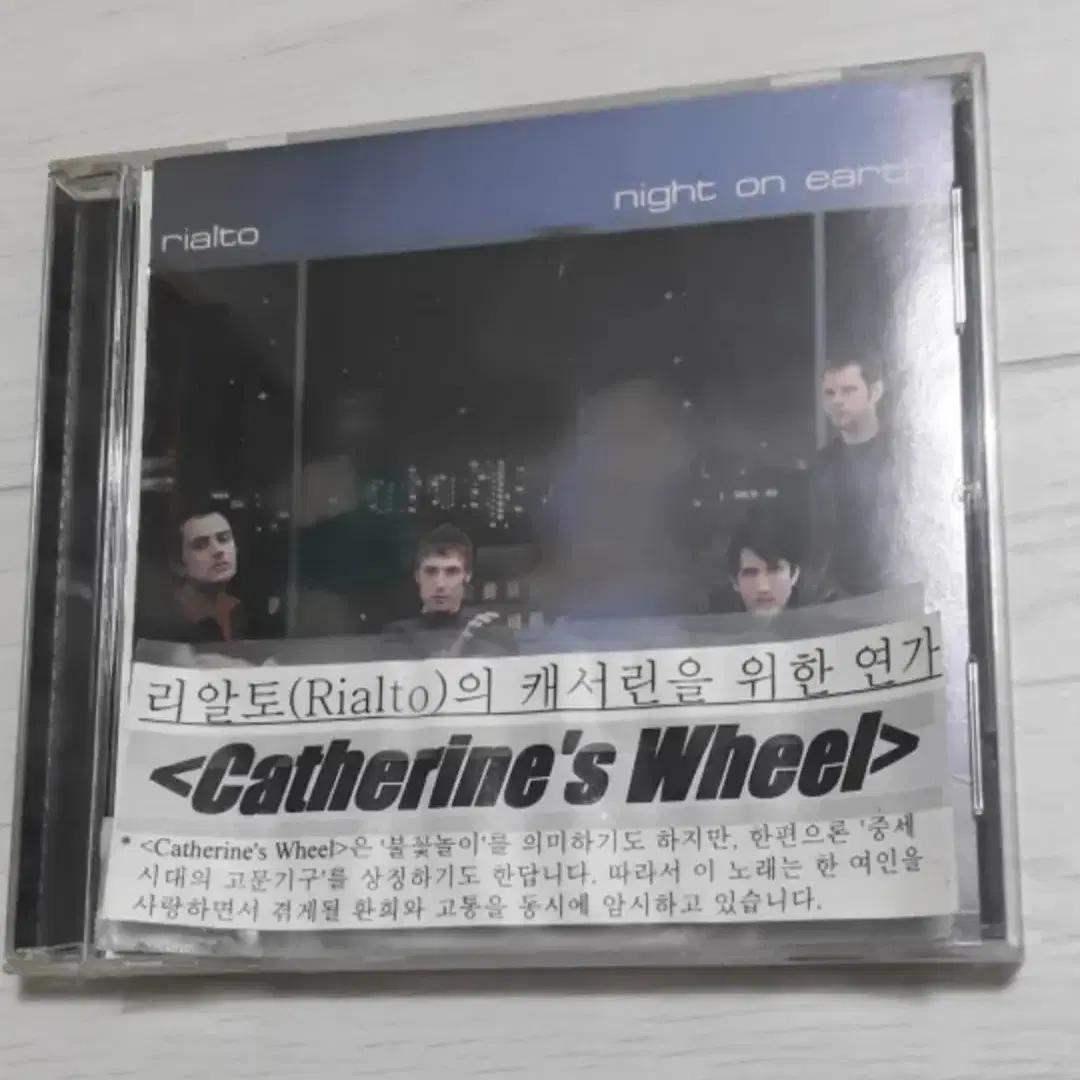 rialto
night on earth
리알토(Rialto)의 캐서린을 위한 연가
<Catherine's Wheel>
* <Catherine's Wheel>은 '불꽃놀이'를 의미하기도 하지만, 한편으론 '중세
시대의 고문기구'를 상징하기도 한답니다. 따라서 이 노래는 한 여인을
사랑하면서 겪게될 환희와 고통을 동시에 암시하고 있습니다.